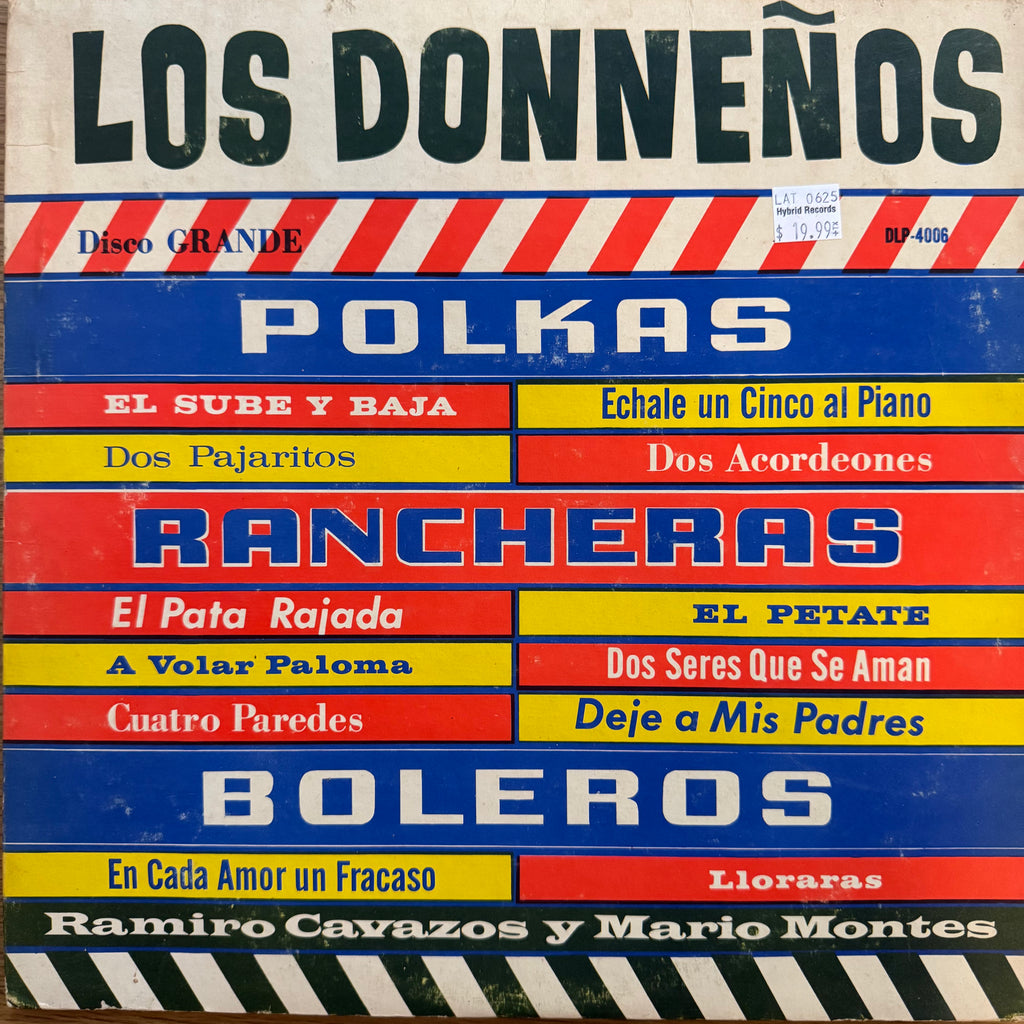 LOS DONNEÑOS
LAT 0625
Hybrid Records
$ 19.99
Disco GRANDE
DLP-4006
POLKAS
EL SUBE Y BAJA
Echale un Cinco al Piano
Dos Pajaritos
Dos Acordeones
RANCHERAS
El Pata Rajada
EL PETATE
A Volar Paloma
Dos Seres Que Se Aman
Cuatro Paredes
Deje a Mis Padres
BOLEROS
En Cada Amor un Fracaso
Lloraras
Ramiro Cavazos y Mario Montes